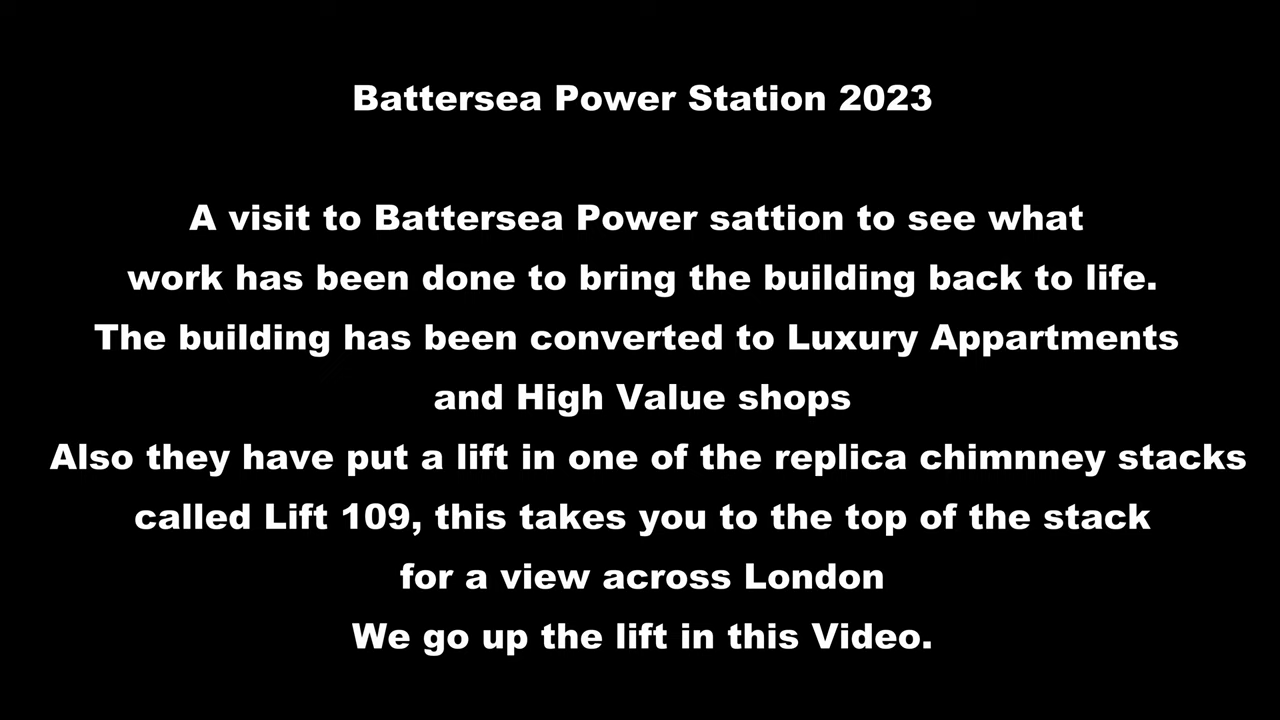 Battersea Power Station 2023
A visit to Battersea Power sattion to see what
work has been done to bring the building back to life.
The building has been converted to Luxury Appartments
and High Value shops
Also they have put a lift in one of the replica chimnney stacks
called Lift 109, this takes you to the top of the stack
for a view across London
We go up the lift in this Video.